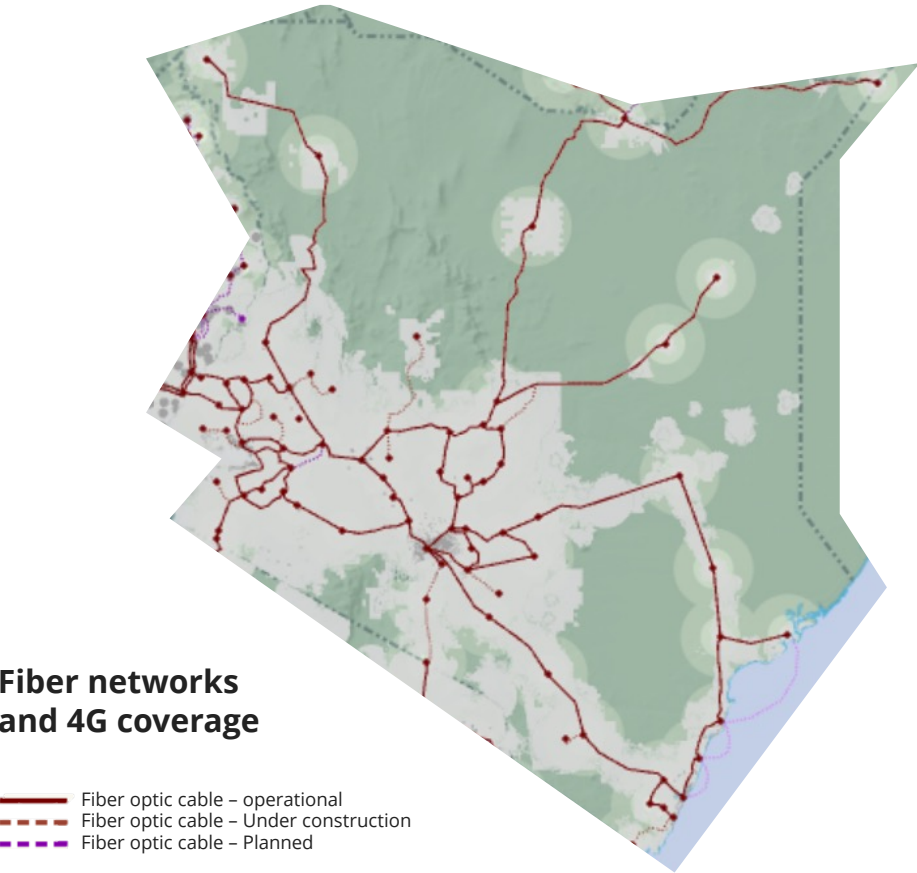 Fiber networks
and 4G coverage
Fiber optic cable – operational
Fiber optic cable – Under construction
Fiber optic cable – Planned